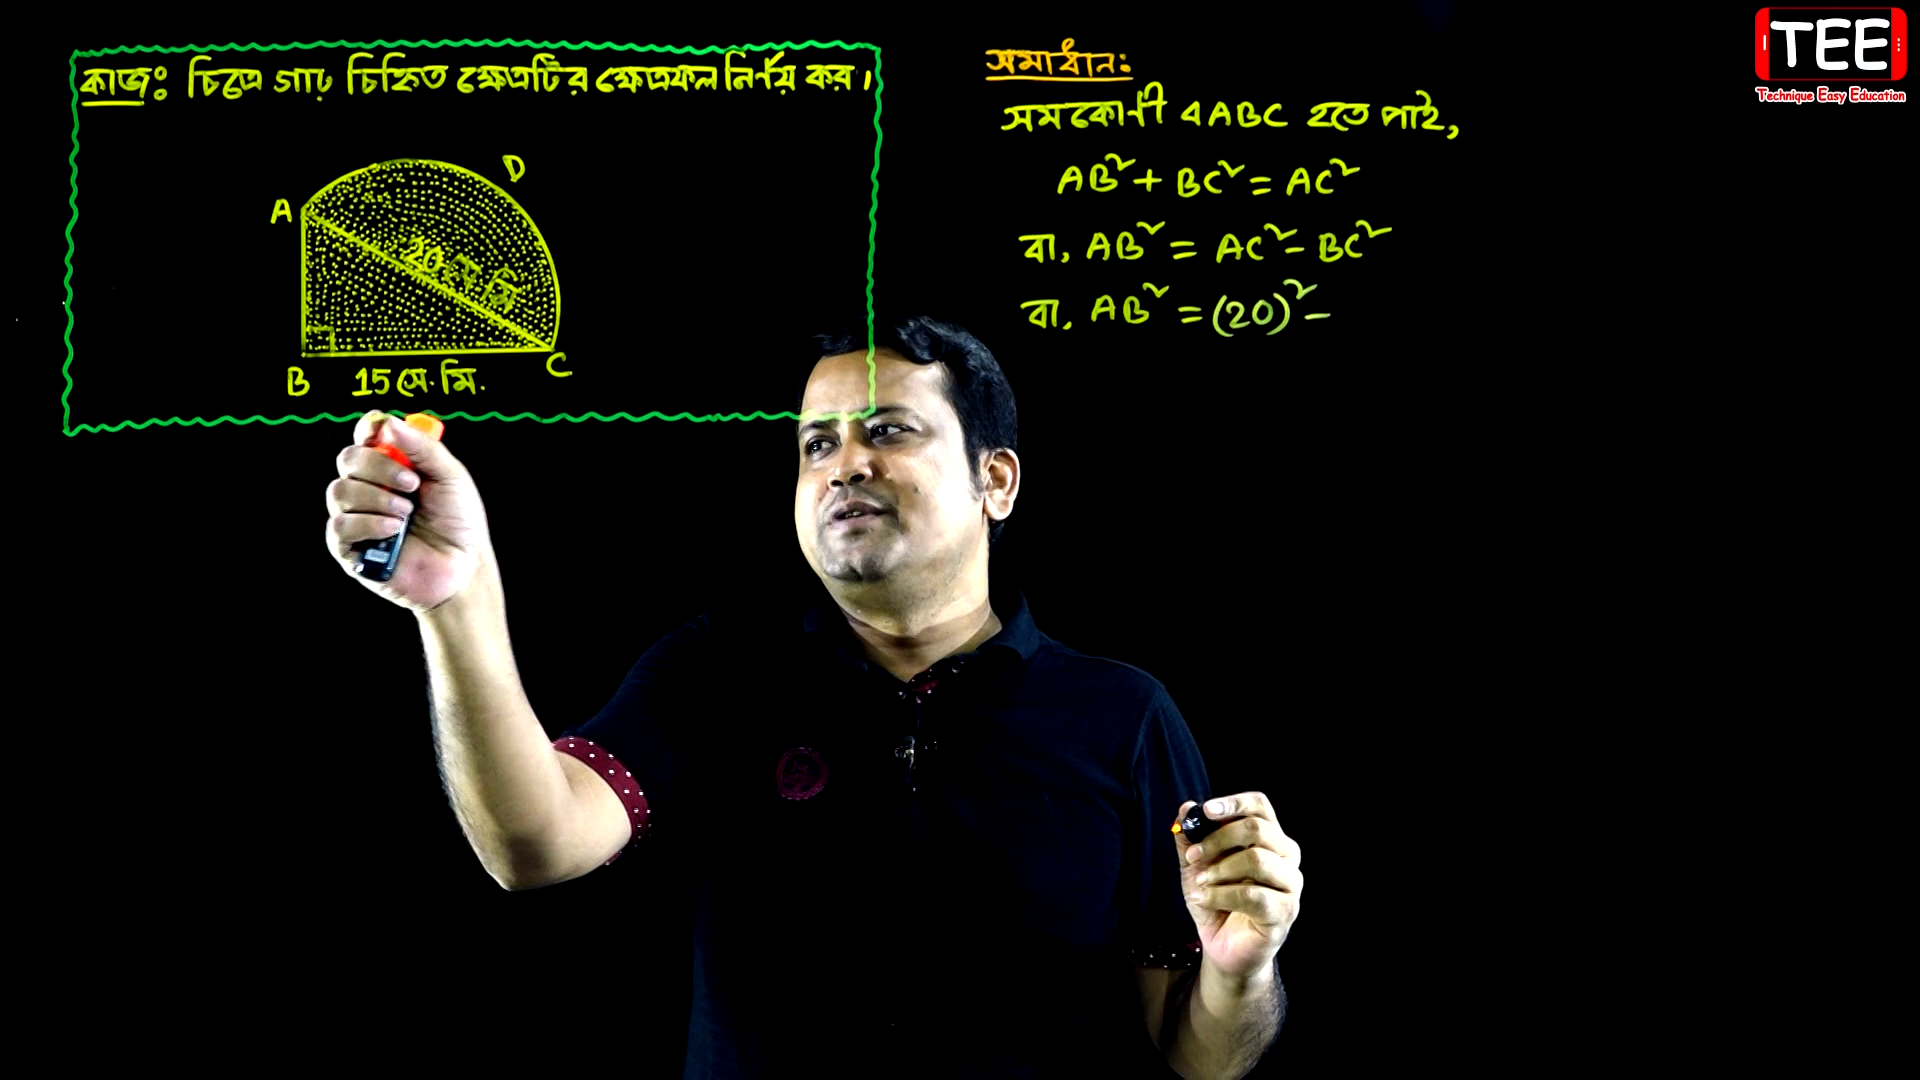 কাজঃ চিত্রে গাঢ় চিহ্নিত ক্ষেত্রটির ক্ষেত্রফল নির্ণয় কর।
D
A
20 সে.মি
B
15 সে.মি.
C
সমাধান:
সমকোণী △ABC হতে পাই,
AB² + BC² = AC²
বা, AB² = AC² - BC²
বা, AB² = (20)² -
TEE
Technique Easy Education